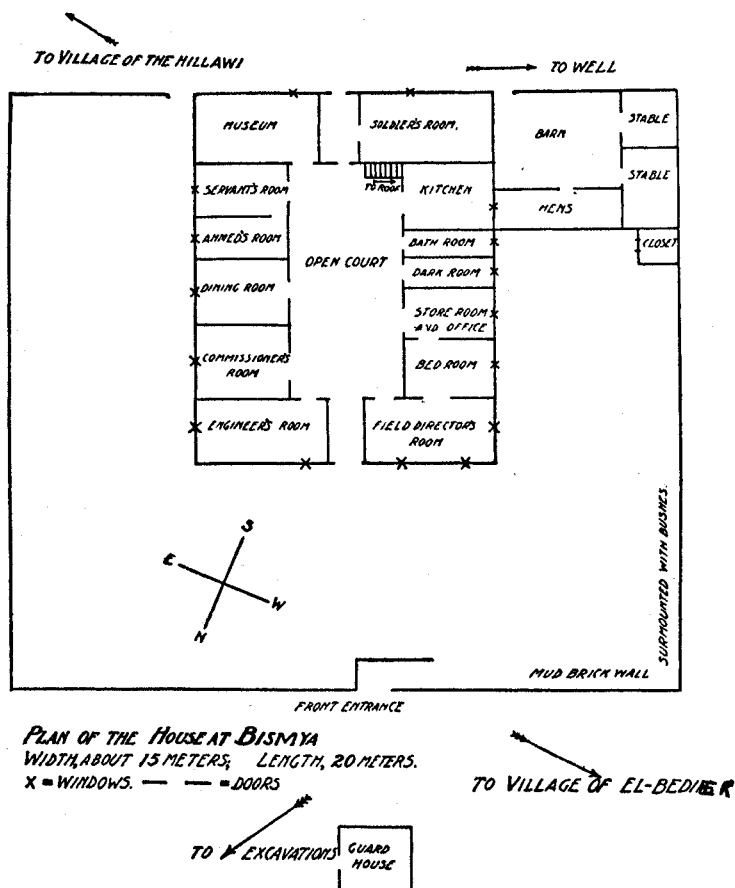 TO VILLAGE OF THE HILLAWI
TO WELL
MUSEUM
SOLDIER'S ROOM.
BARN
STABLE
STABLE
SERVANT'S ROOM
TO ROOF
KITCHEN
MENS
AHMED'S ROOM
OPEN COURT
BATH ROOM
CLOSET
DARK ROOM
DINING ROOM
STORE ROOM
AND OFFICE
COMMISSIONER'S
ROOM
BED ROOM
ENGINEER'S ROOM
FIELD DIRECTOR'S
ROOM
S
E
W
N
SURMOUNTED WITH BUSHES.
MUD BRICK WALL
FRONT ENTRANCE
PLAN OF THE HOUSE AT BISMYA
WIDTH, ABOUT 15 METERS; LENGTH, 20 METERS.
X = WINDOWS. — — = DOORS
TO VILLAGE OF EL-BEDIER
TO EXCAVATIONS
GUARD
HOUSE